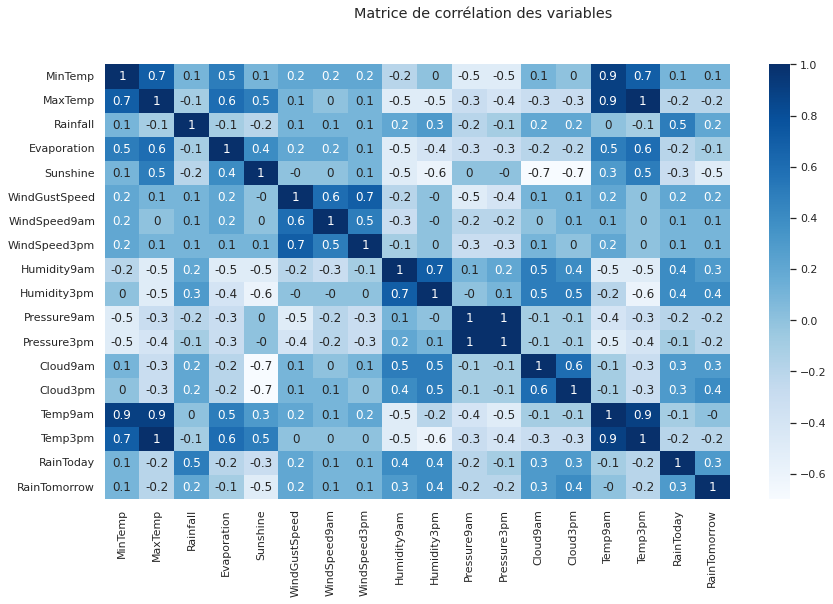 Matrice de corrélation des variables
MinTemp 1 0.7 0.1 0.5 0.1 0.2 0.2 0.2 -0.2 0 -0.5 -0.5 0.1 0 0.9 0.7 0.1 0.1
MaxTemp 0.7 1 -0.1 0.6 0.5 0.1 0 0.1 -0.5 -0.5 -0.3 -0.4 -0.3 -0.3 0.9 1 -0.2 -0.2
Rainfall 0.1 -0.1 1 -0.1 -0.2 0.1 0.1 0.1 0.2 0.3 -0.2 -0.1 0.2 0.2 0 -0.1 0.5 0.2
Evaporation 0.5 0.6 -0.1 1 0.4 0.2 0.2 0.1 -0.5 -0.4 -0.3 -0.3 -0.2 -0.2 0.5 0.6 -0.2 -0.1
Sunshine 0.1 0.5 -0.2 0.4 1 -0 0 0.1 -0.5 -0.6 0 -0 -0.7 -0.7 0.3 0.5 -0.3 -0.5
WindGustSpeed 0.2 0.1 0.1 0.2 -0 1 0.6 0.7 -0.2 -0 -0.5 -0.4 0.1 0.1 0.2 0 0.2 0.2
WindSpeed9am 0.2 0 0.1 0.2 0 0.6 1 0.5 -0.3 -0 -0.2 -0.2 0 0.1 0.1 0 0.1 0.1
WindSpeed3pm 0.2 0.1 0.1 0.1 0.1 0.7 0.5 1 -0.1 0 -0.3 -0.3 0.1 0 0.2 0 0.1 0.1
Humidity9am -0.2 -0.5 0.2 -0.5 -0.5 -0.2 -0.3 -0.1 1 0.7 0.1 0.2 0.5 0.4 -0.5 -0.5 0.4 0.3
Humidity3pm 0 -0.5 0.3 -0.4 -0.6 -0 -0 0 0.7 1 -0 0.1 0.5 0.5 -0.2 -0.6 0.4 0.4
Pressure9am -0.5 -0.3 -0.2 -0.3 0 -0.5 -0.2 -0.3 0.1 -0 1 1 -0.1 -0.1 -0.4 -0.3 -0.2 -0.2
Pressure3pm -0.5 -0.4 -0.1 -0.3 -0 -0.4 -0.2 -0.3 0.2 0.1 1 1 -0.1 -0.1 -0.5 -0.4 -0.1 -0.2
Cloud9am 0.1 -0.3 0.2 -0.2 -0.7 0.1 0 0.1 0.5 0.5 -0.1 -0.1 1 0.6 -0.1 -0.3 0.3 0.3
Cloud3pm 0 -0.3 0.2 -0.2 -0.7 0.1 0.1 0 0.4 0.5 -0.1 -0.1 0.6 1 -0.1 -0.3 0.3 0.4
Temp9am 0.9 0.9 0 0.5 0.3 0.2 0.1 0.2 -0.5 -0.2 -0.4 -0.5 -0.1 -0.1 1 0.9 -0.1 -0
Temp3pm 0.7 1 -0.1 0.6 0.5 0 0 0 -0.5 -0.6 -0.3 -0.4 -0.3 -0.3 0.9 1 -0.2 -0.2
RainToday 0.1 -0.2 0.5 -0.2 -0.3 0.2 0.1 0.1 0.4 0.4 -0.2 -0.1 0.3 0.3 -0.1 -0.2 1 0.3
RainTomorrow 0.1 -0.2 0.2 -0.1 -0.5 0.2 0.1 0.1 0.3 0.4 -0.2 -0.2 0.3 0.4 -0 -0.2 0.3 1
MinTemp
MaxTemp
Rainfall
Evaporation
Sunshine
WindGustSpeed
WindSpeed9am
WindSpeed3pm
Humidity9am
Humidity3pm
Pressure9am
Pressure3pm
Cloud9am
Cloud3pm
Temp9am
Temp3pm
RainToday
RainTomorrow
1.0
0.8
0.6
0.4
0.2
0.0
−0.2
−0.4
−0.6